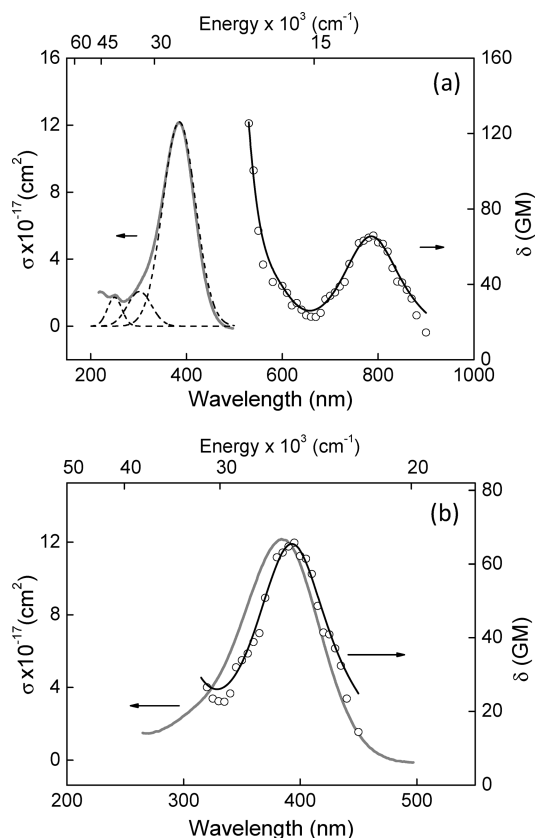 Energy x 10³ (cm⁻¹)
60 45 30 15
(a)
σ x10⁻¹⁷(cm²)
16
12
8
4
0
δ (GM)
160
120
80
40
0
200 400 600 800 1000
Wavelength (nm)
Energy x 10³ (cm⁻¹)
50 40 30 20
(b)
σ x10⁻¹⁷(cm²)
12
8
4
0
δ (GM)
80
60
40
20
0
200 300 400 500
Wavelength (nm)